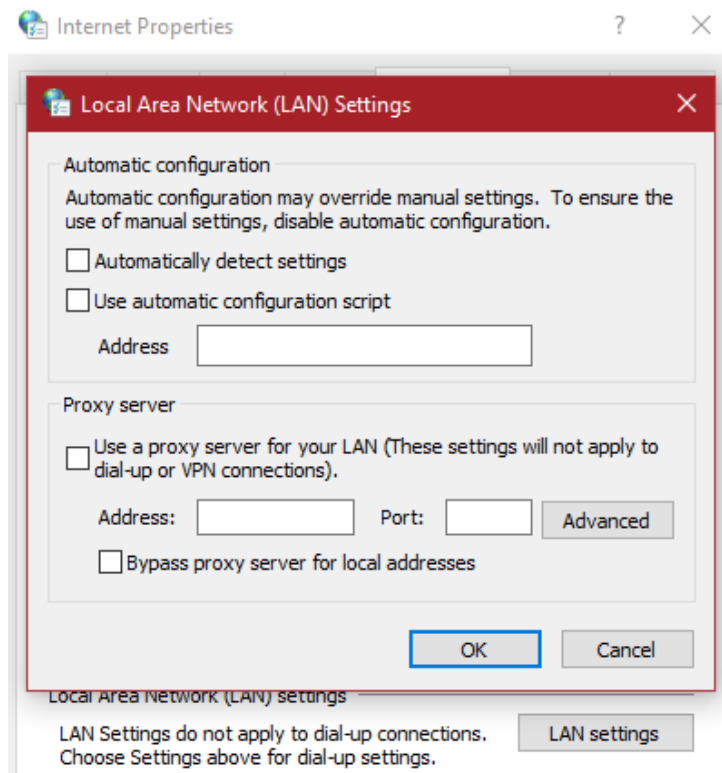 Internet Properties
Local Area Network (LAN) Settings
Automatic configuration
Automatic configuration may override manual settings.  To ensure the
use of manual settings, disable automatic configuration.
Automatically detect settings
Use automatic configuration script
Address
Proxy server
Use a proxy server for your LAN (These settings will not apply to
dial-up or VPN connections).
Address:
Port:
Advanced
Bypass proxy server for local addresses
OK
Cancel
Local Area Network (LAN) settings
LAN Settings do not apply to dial-up connections.
Choose Settings above for dial-up settings.
LAN settings